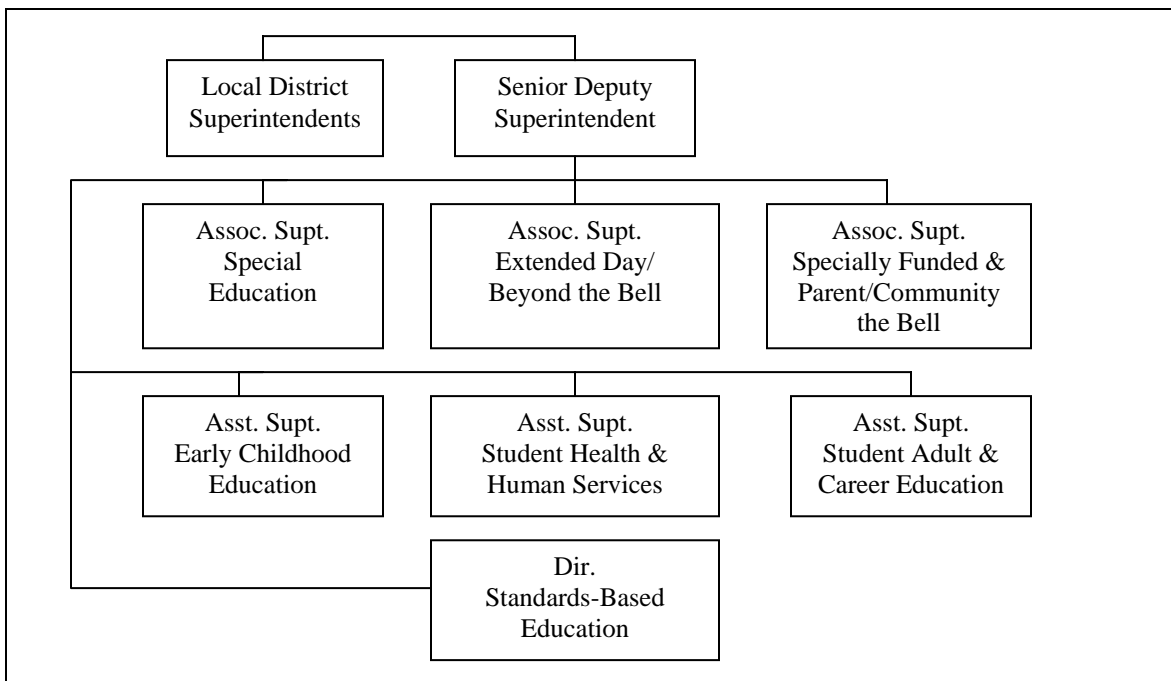 Local District
Superintendents
Senior Deputy
Superintendent
Assoc. Supt.
Special
Education
Assoc. Supt.
Extended Day/
Beyond the Bell
Assoc. Supt.
Specially Funded &
Parent/Community
the Bell
Asst. Supt.
Early Childhood
Education
Asst. Supt.
Student Health &
Human Services
Asst. Supt.
Student Adult &
Career Education
Dir.
Standards-Based
Education